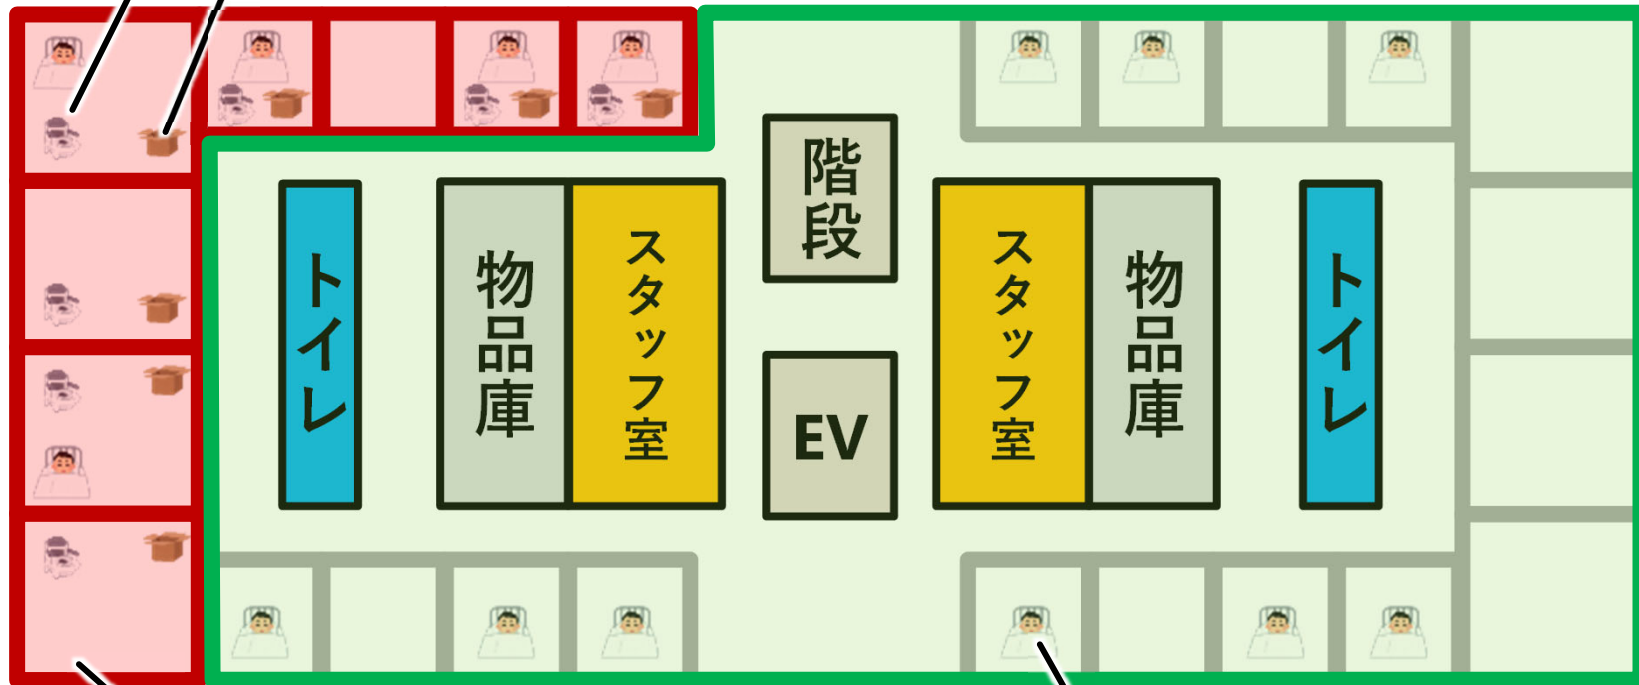 トイレ
物品庫
スタッフ室
階段
EV
スタッフ室
物品庫
トイレ